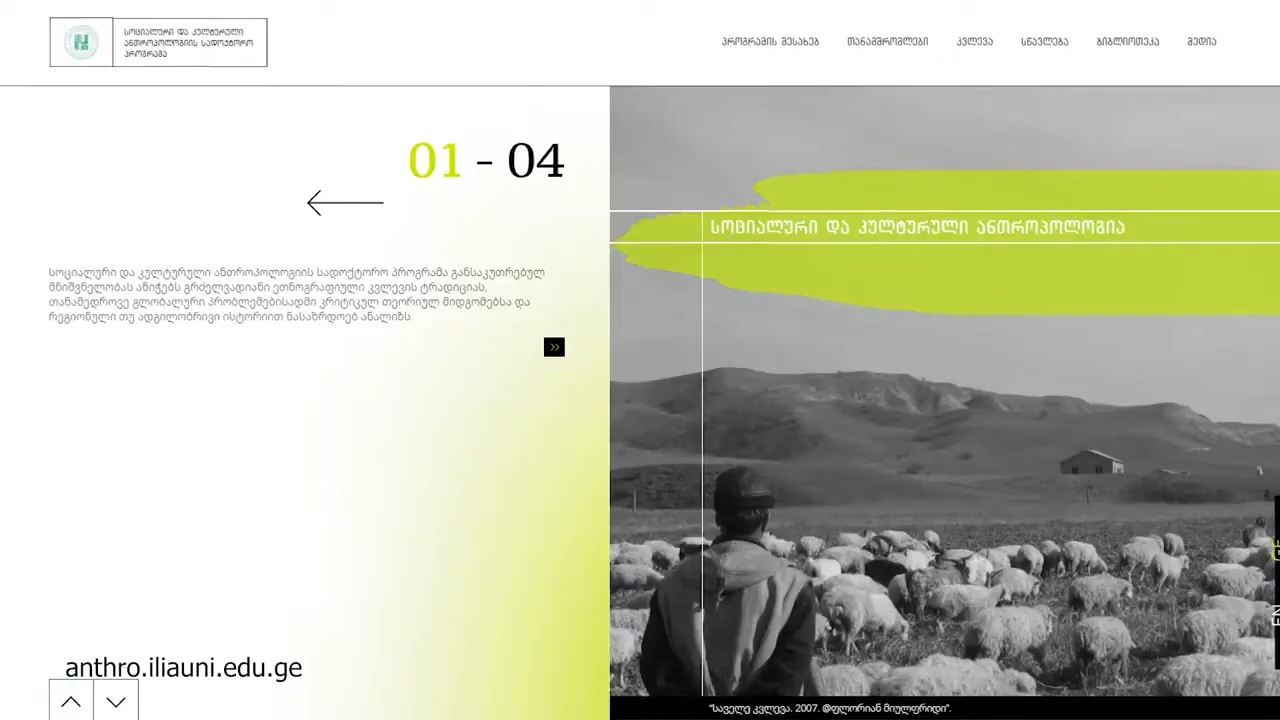 სოციალური და კულტურული
ანთროპოლოგიის სადოქტორო
პროგრამა
პროგრამის შესახებ თანამშრომლები კვლევა სწავლება ბიბლიოთეკა მედია
01 - 04
სოციალური და კულტურული ანთროპოლოგია
სოციალური და კულტურული ანთროპოლოგიის სადოქტორო პროგრამა განსაკუთრებულ
მნიშვნელობას ანიჭებს გრძელვადიანი ეთნოგრაფიული კვლევის ტრადიციას,
თანამედროვე გლობალური პრობლემებისადმი კრიტიკულ თეორიულ მიდგომებსა და
რეგიონული თუ ადგილობრივი ისტორიით ნასაზრდოებ ანალიზს.
GE
EN
anthro.iliauni.edu.ge
"საველე კვლევა. 2007. @ფლორიან მიულფრიდი".